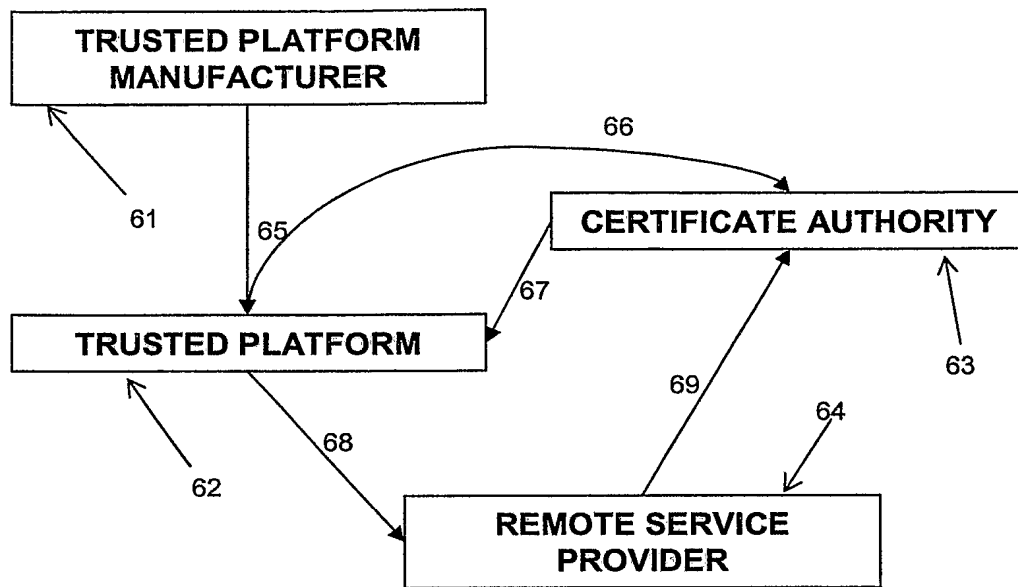 TRUSTED PLATFORM
MANUFACTURER
66
61
65
CERTIFICATE AUTHORITY
67
TRUSTED PLATFORM
63
69
64
68
62
REMOTE SERVICE
PROVIDER